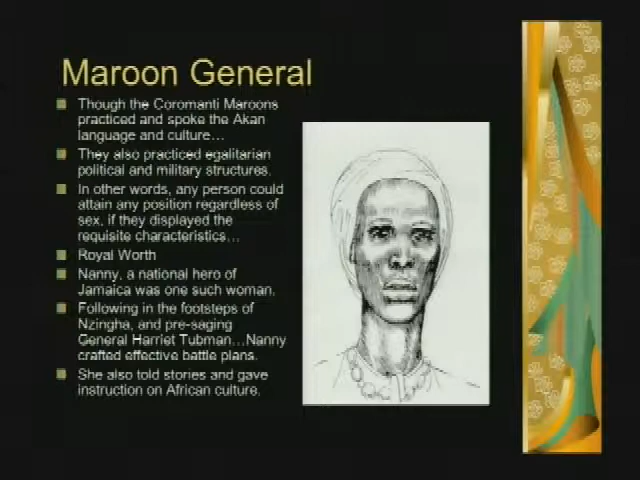 Maroon General
Though the Coromanti Maroons
practiced and spoke the Akan
language and culture…
They also practiced egalitarian
political and military structures.
In other words, any person could
attain any position regardless of
sex, if they displayed the
requisite characteristics…
Royal Worth
Nanny, a national hero of
Jamaica was one such woman.
Following in the footsteps of
Nzingha, and pre-saging
General Harriet Tubman…Nanny
crafted effective battle plans.
She also told stories and gave
instruction on African culture.